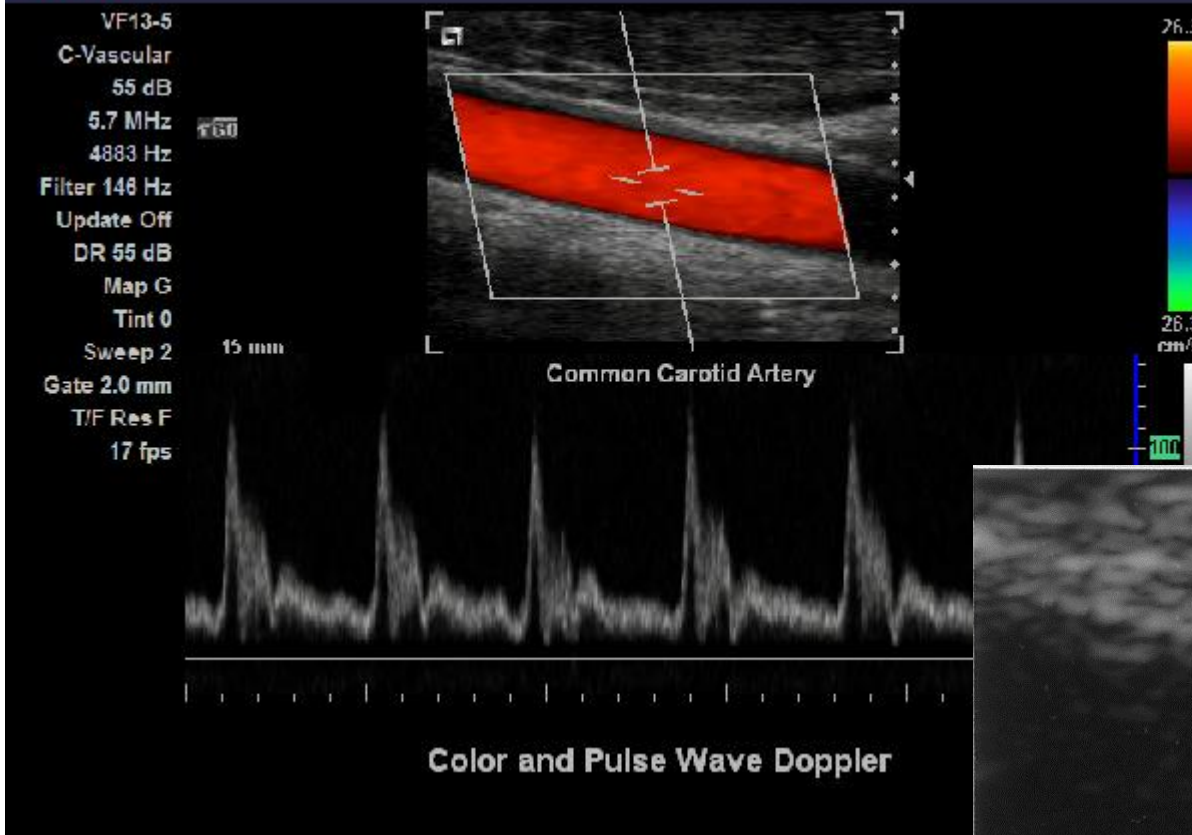 VF13-5
C-Vascular
55 dB
5.7 MHz
4883 Hz
Filter 146 Hz
Update Off
DR 55 dB
Map G
Tint 0
Sweep 2
Gate 2.0 mm
T/F Res F
17 fps
15 mm
Common Carotid Artery
100
Color and Pulse Wave Doppler